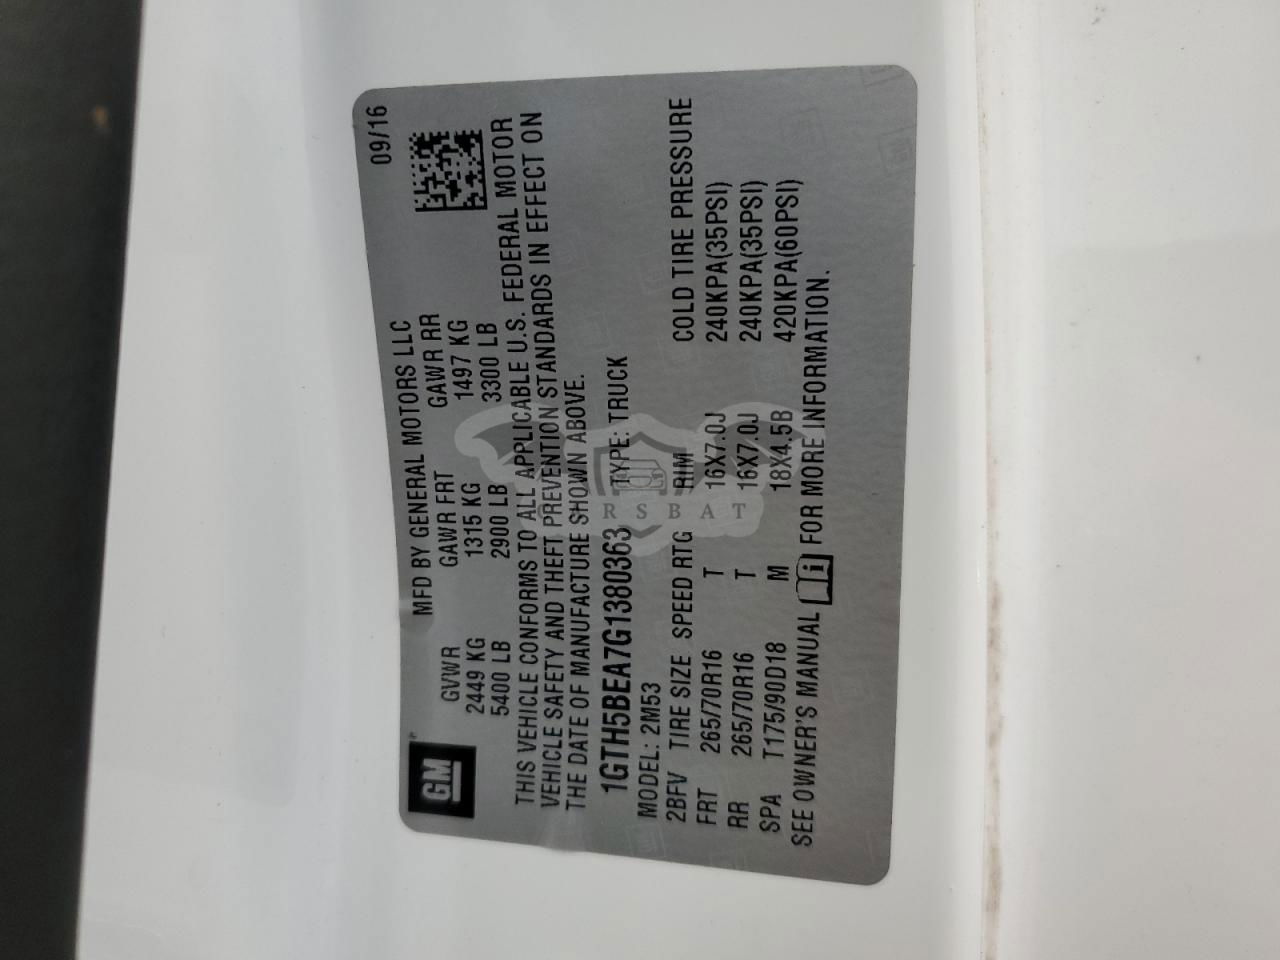 09/16
GM
MFD BY GENERAL MOTORS LLC
GVWR GAWR FRT GAWR RR
2449 KG 1315 KG 1497 KG
5400 LB 2900 LB 3300 LB
THIS VEHICLE CONFORMS TO ALL APPLICABLE U.S. FEDERAL MOTOR
VEHICLE SAFETY AND THEFT PREVENTION STANDARDS IN EFFECT ON
THE DATE OF MANUFACTURE SHOWN ABOVE.
1GTH5BEA7G1380363 TYPE: TRUCK
MODEL: 2M53
2BFV TIRE SIZE SPEED RTG RIM COLD TIRE PRESSURE
FRT 265/70R16 T 16X7.0J 240KPA(35PSI)
RR 265/70R16 T 16X7.0J 240KPA(35PSI)
SPA T175/90D18 M 18X4.5B 420KPA(60PSI)
SEE OWNER'S MANUAL i FOR MORE INFORMATION.